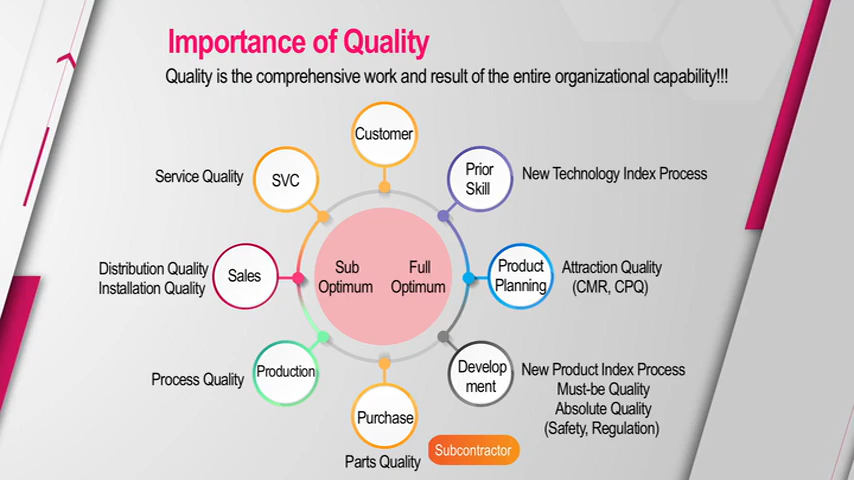 Importance of Quality
Quality is the comprehensive work and result of the entire organizational capability!!!
Customer
Prior
Skill
New Technology Index Process
Product
Planning
Attraction Quality
(CMR, CPQ)
Develop
ment
New Product Index Process
Must-be Quality
Absolute Quality
(Safety, Regulation)
Purchase
Parts Quality
Subcontractor
Production
Process Quality
Sales
Distribution Quality
Installation Quality
SVC
Service Quality
Sub
Optimum
Full
Optimum